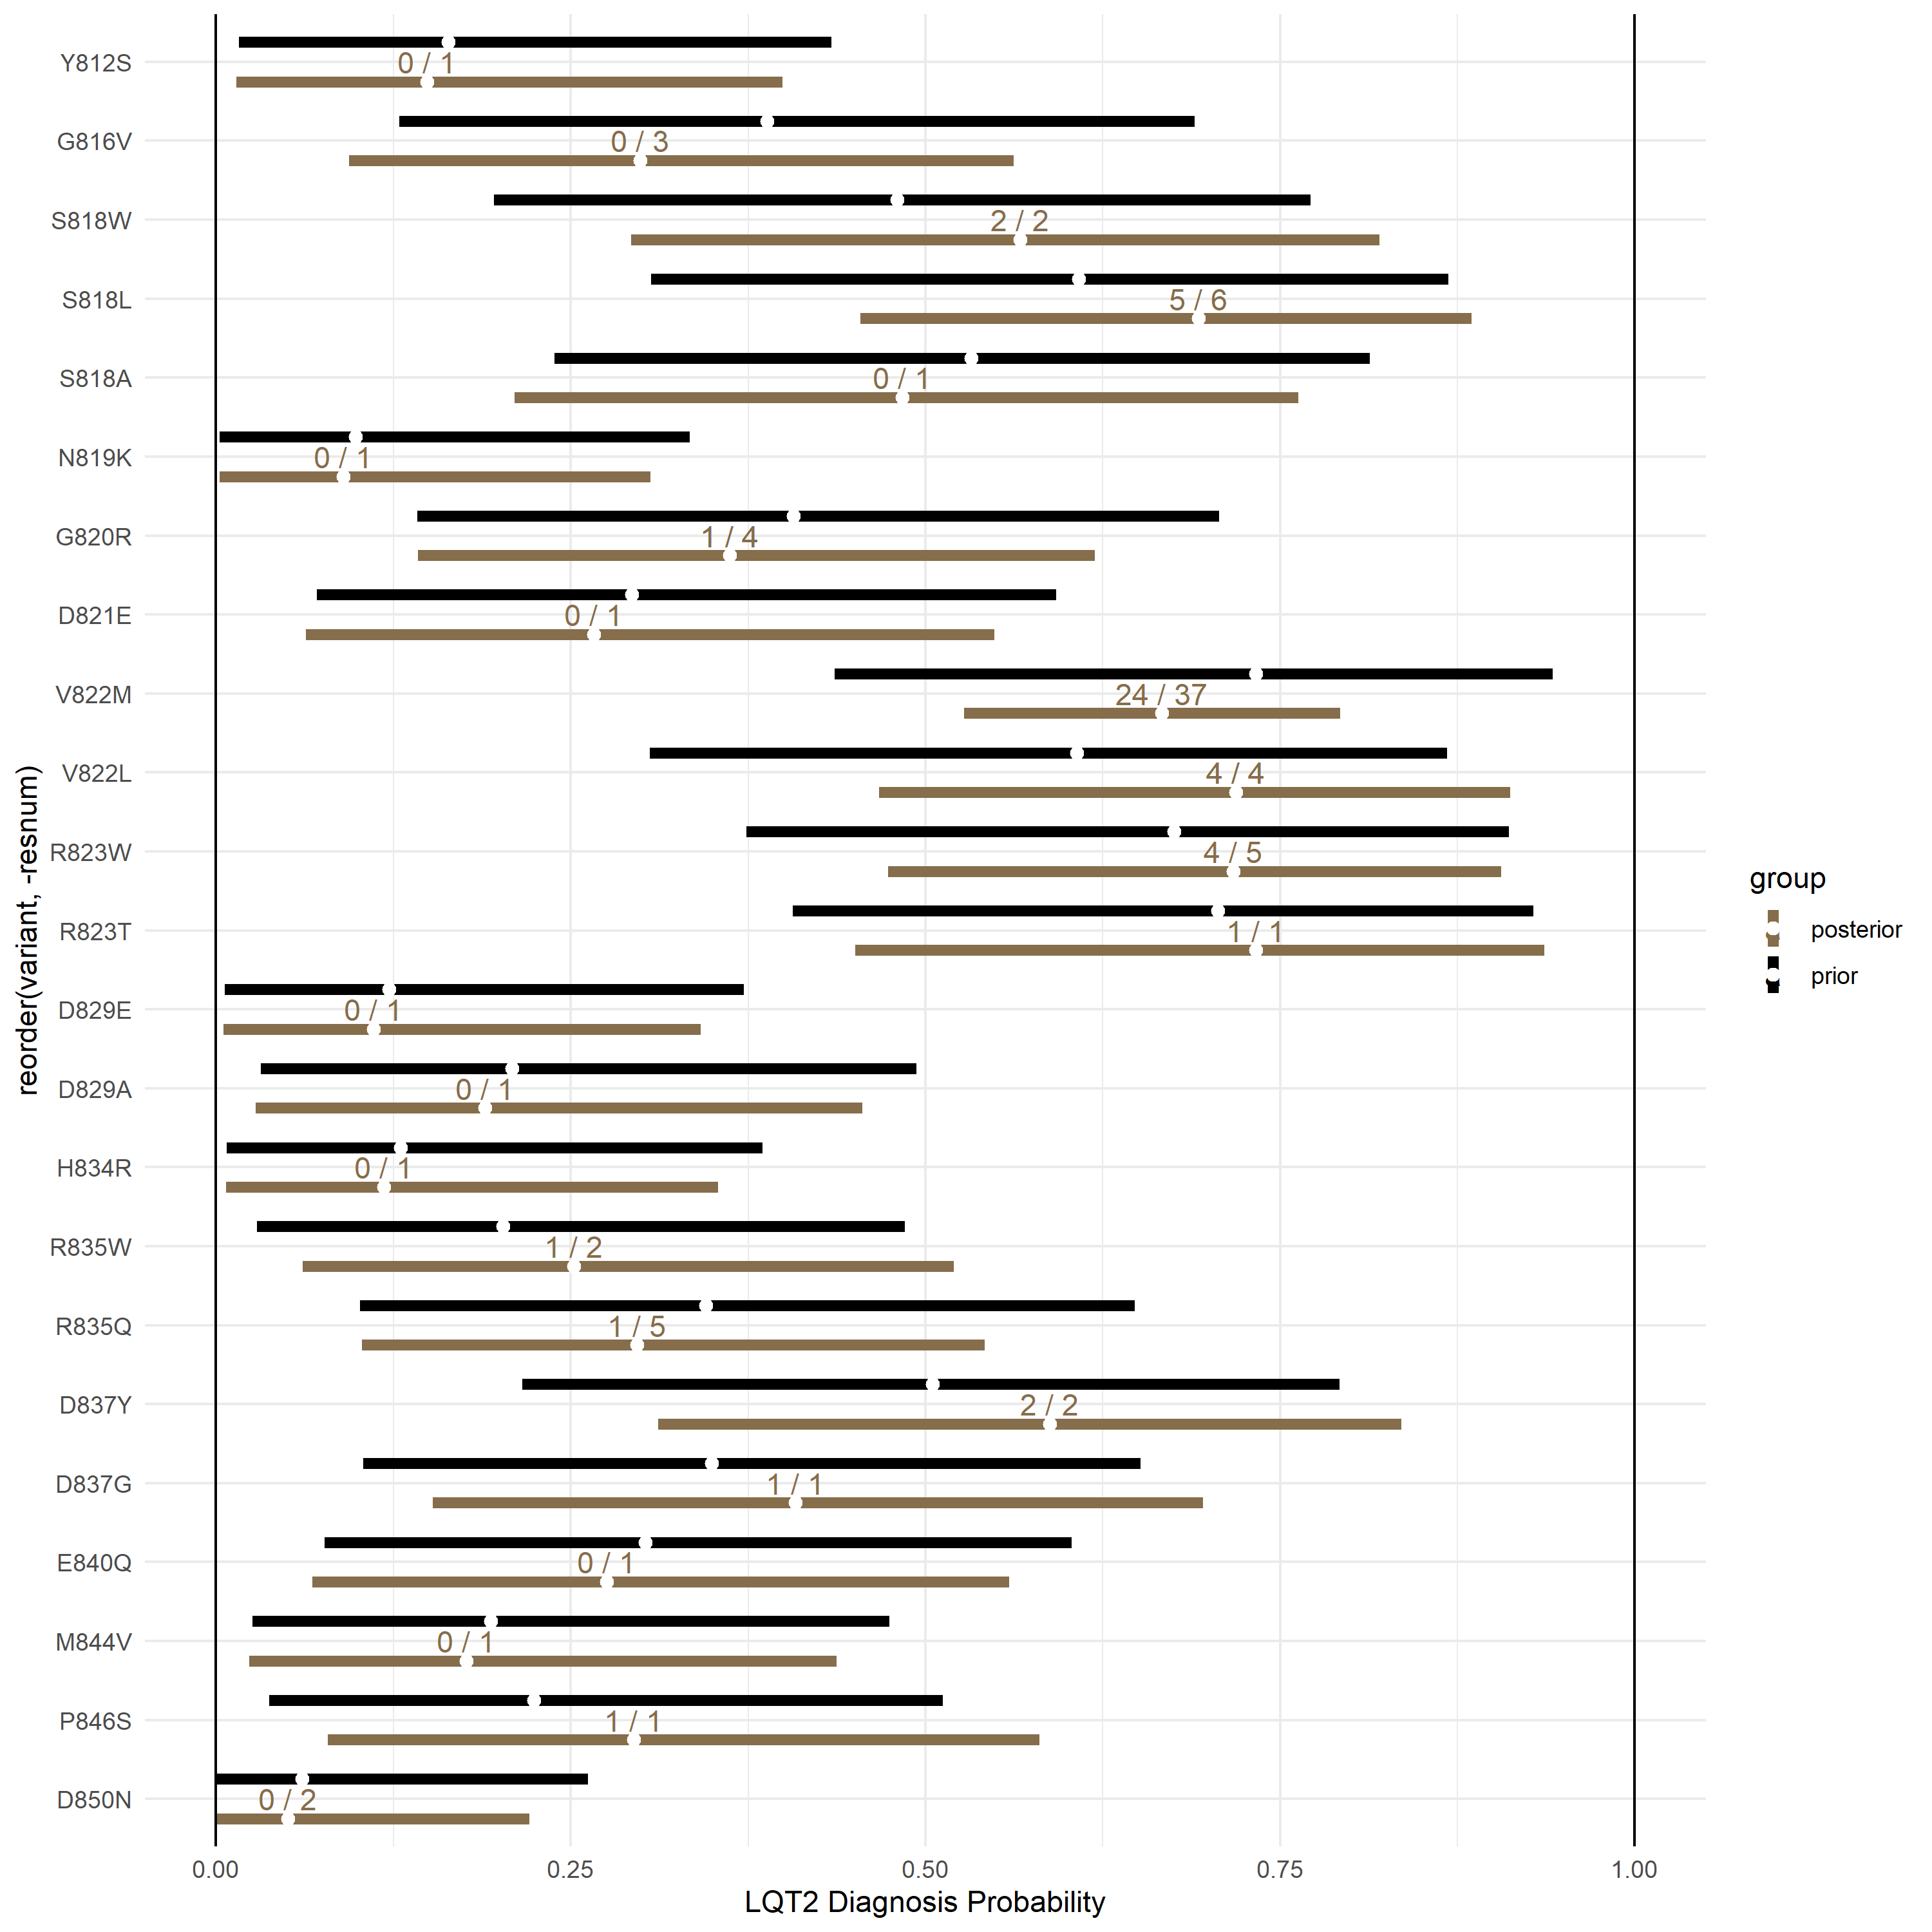 Y812S
0 / 1
G816V
0 / 3
S818W
2 / 2
S818L
5 / 6
S818A
0 / 1
N819K
0 / 1
G820R
1 / 4
D821E
0 / 1
V822M
24 / 37
V822L
4 / 4
R823W
4 / 5
R823T
1 / 1
D829E
0 / 1
D829A
0 / 1
H834R
0 / 1
R835W
1 / 2
R835Q
1 / 5
D837Y
2 / 2
D837G
1 / 1
E840Q
0 / 1
M844V
0 / 1
P846S
1 / 1
D850N
0 / 2
0.00 0.25 0.50 0.75 1.00
LQT2 Diagnosis Probability
reorder(variant, -resnum)
group
posterior
prior